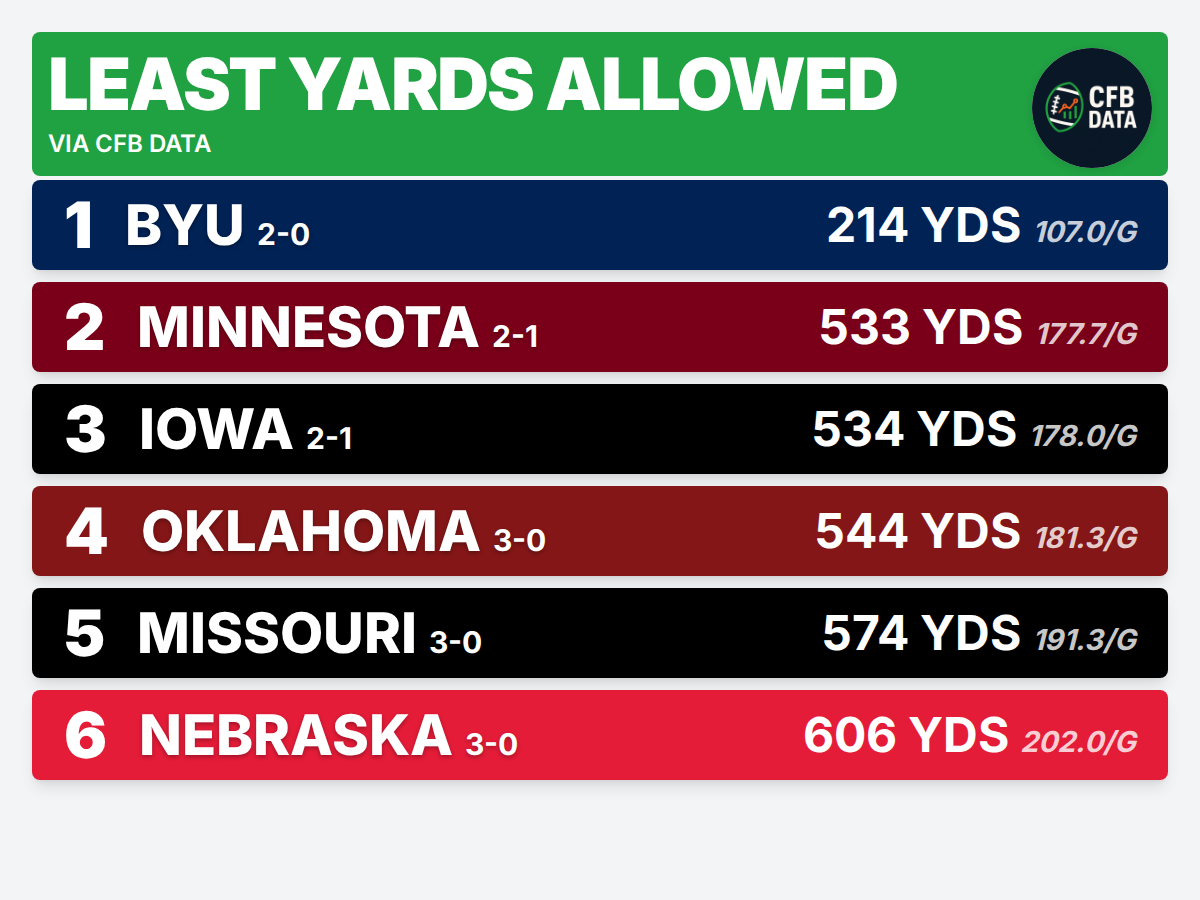 LEAST YARDS ALLOWED
VIA CFB DATA
CFB
DATA
1 BYU 2-0 214 YDS 107.0/G
2 MINNESOTA 2-1 533 YDS 177.7/G
3 IOWA 2-1 534 YDS 178.0/G
4 OKLAHOMA 3-0 544 YDS 181.3/G
5 MISSOURI 3-0 574 YDS 191.3/G
6 NEBRASKA 3-0 606 YDS 202.0/G